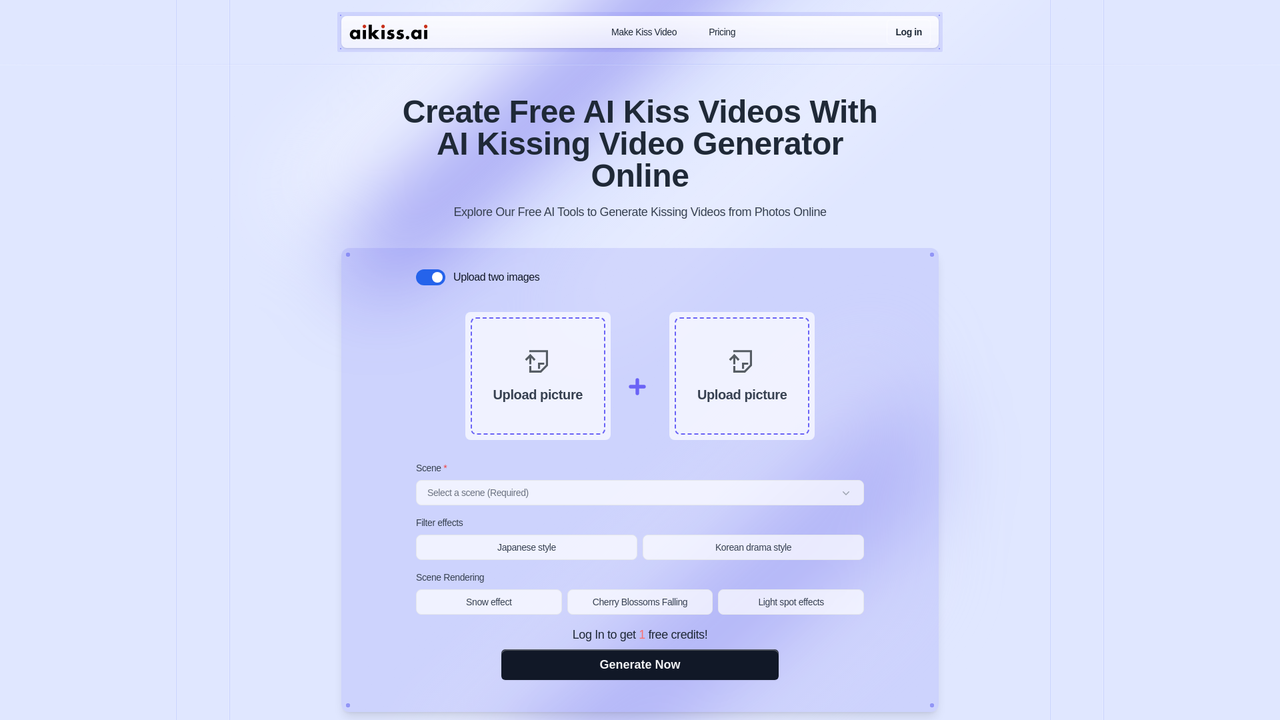 aikiss.ai
Make Kiss Video
Pricing
Log in
Create Free AI Kiss Videos With
AI Kissing Video Generator
Online
Explore Our Free AI Tools to Generate Kissing Videos from Photos Online
Upload two images
Upload picture
Upload picture
Scene *
Select a scene (Required)
Filter effects
Japanese style
Korean drama style
Scene Rendering
Snow effect
Cherry Blossoms Falling
Light spot effects
Log In to get 1 free credits!
Generate Now